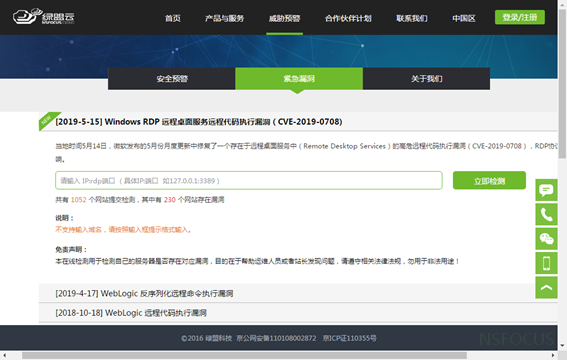 绿盟云
NSFOCUS CLOUD
首页 产品与服务 威胁预警 合作伙伴计划 联系我们 中国区 登录/注册
安全预警 紧急漏洞 关于我们
NEW
[2019-5-15] Windows RDP 远程桌面服务远程代码执行漏洞（CVE-2019-0708)
当地时间5月14日，微软发布的5月份月度更新中修复了一个存在于远程桌面服务中（Remote Desktop Services）的高危远程代码执行漏洞（CVE-2019-0708），RDP协议
响。
请输入 IP:rdp端口 （ 具体IP:端口 如127.0.0.1:3389 ） 立即检测
共有 1052 个网站提交检测，其中有 230 个网站存在漏洞
说明：
不支持输入域名，请按照输入框提示格式输入。
免责声明：
本在线检测用于检测自己的服务器是否存在对应漏洞，目的在于帮助运维人员或者站长发现问题，请遵守相关法律法规，勿用于非法用途！
[2019-4-17] WebLogic 反序列化远程命令执行漏洞
[2018-10-18] WebLogic 远程代码执行漏洞
©2016 绿盟科技 京公网安备110108002872 京ICP证110355号
NSFOCUS